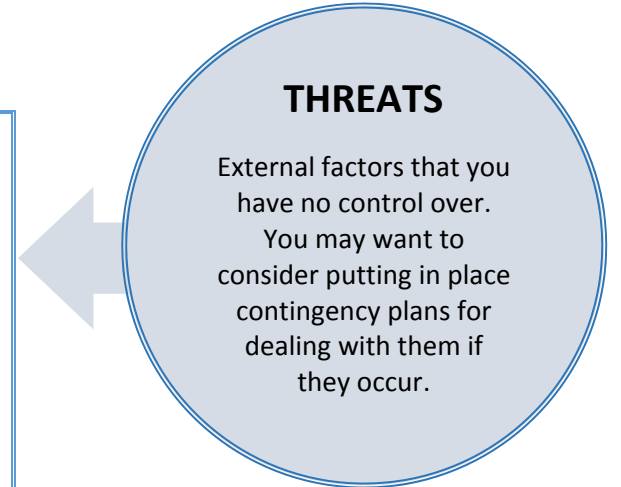 THREATS
External factors that you
have no control over.
You may want to
consider putting in place
contingency plans for
dealing with them if
they occur.